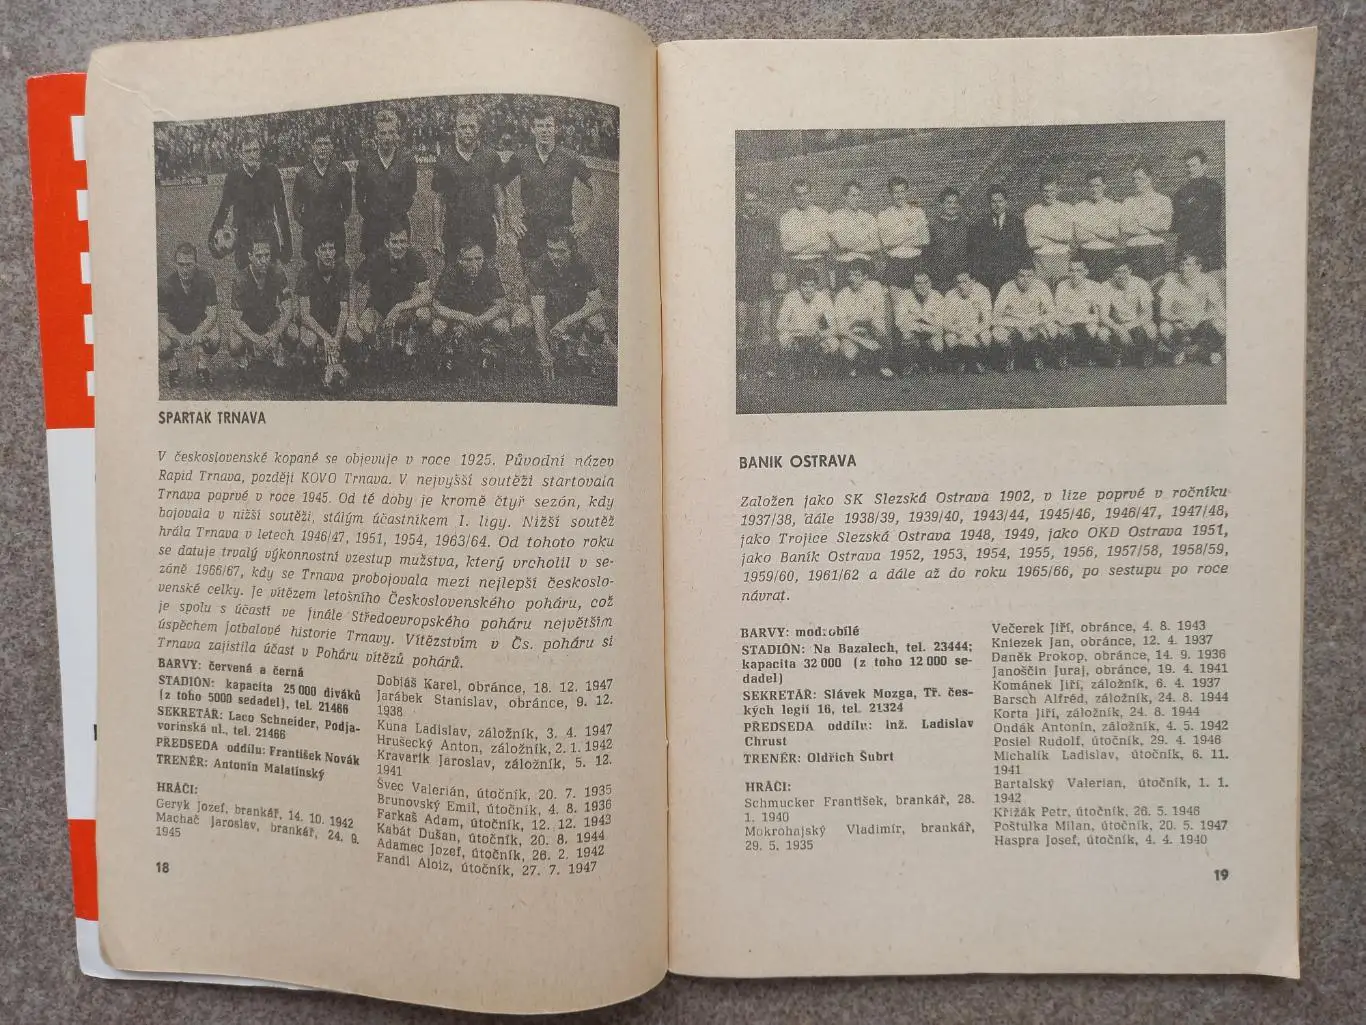 SPARTAK TRNAVA
V československé kopané se objevuje v roce 1925. Původní název
Rapid Trnava, později KOVO Trnava. V nejvyšší soutěži startovala
Trnava poprvé v roce 1945. Od té doby je kromě čtyř sezón, kdy
bojovala v nižší soutěži, stálým účastníkem I. ligy. Nižší soutěž
hrála Trnava v letech 1946/47, 1951, 1954, 1963/64. Od tohoto roku
se datuje trvalý výkonnostní vzestup mužstva, který vrcholil v se-
zóně 1966/67, kdy se Trnava probojovala mezi nejlepší českoslo-
venské celky. Je vítězem letošního Československého poháru, což
je spolu s účastí ve finále Středoevropského poháru největším
úspěchem fotbalové historie Trnavy. Vítězstvím v Čs. poháru si
Trnava zajistila účast v Poháru vítězů pohárů.
BARVY: červená a černá
STADIÓN: kapacita 25 000 diváků
(z toho 5000 sedadel), tel. 21466
SEKRETÁŘ: Laco Schneider, Podja-
vorinská ul., tel. 21466
PŘEDSEDA oddílu: František Novák
TRENÉR: Antonín Malatinský
HRÁČI:
Geryk Jozef, brankář, 14. 10. 1942
Machač Jaroslav, brankář, 24. 9.
1945
Dobiáš Karel, obránce, 18. 12. 1947
Jarábek Stanislav, obránce, 9. 12.
1938
Kuna Ladislav, záložník, 3. 4. 1947
Hrušecký Anton, záložník, 2. 1. 1942
Kravarik Jaroslav, záložník, 5. 12.
1941
Švec Valerián, útočník, 20. 7. 1935
Brunovský Emil, útočník, 4. 8. 1936
Farkaš Adam, útočník, 12. 12. 1943
Kabát Dušan, útočník, 20. 8. 1944
Adamec Jozef, útočník, 26. 2. 1942
Fandl Aloiz, útočník, 27. 7. 1947
18
BANIK OSTRAVA
Založen jako SK Slezská Ostrava 1902, v lize poprvé v ročníku
1937/38, dále 1938/39, 1939/40, 1943/44, 1945/46, 1946/47, 1947/48,
jako Trojice Slezská Ostrava 1948, 1949, jako OKD Ostrava 1951,
jako Baník Ostrava 1952, 1953, 1954, 1955, 1956, 1957/58, 1958/59,
1959/60, 1961/62 a dále až do roku 1965/66, po sestupu po roce
návrat.
BARVY: modrobílé
STADIÓN: Na Bazalech, tel. 23444;
kapacita 32 000 (z toho 12 000 se-
dadel)
SEKRETÁŘ: Slávek Mozga, Tř. čes-
kých legií 16, tel. 21324
PŘEDSEDA oddílu: inž. Ladislav
Chrust
TRENÉR: Oldřich Šubrt
HRÁČI:
Schmucker František, brankář, 28.
1. 1940
Mokrohajský Vladimír, brankář,
29. 5. 1935
Večerek Jiří, obránce, 4. 8. 1943
Kniezek Jan, obránce, 12. 4. 1937
Daněk Prokop, obránce, 14. 9. 1936
Janoščin Juraj, obránce, 19. 4. 1941
Románek Jiří, záložník, 6. 4. 1937
Barsch Alfréd, záložník, 24. 8. 1944
Korta Jiří, záložník, 24. 8. 1944
Ondák Antonín, záložník, 4. 5. 1942
Posiel Rudolf, útočník, 29. 4. 1946
Michalík Ladislav, útočník, 6. 11.
1941
Bartalský Valerian, útočník, 1. 1.
1942
Křižák Petr, útočník, 26. 5. 1946
Poštulka Milan, útočník, 20. 5. 1947
Haspra Josef, útočník, 4. 4. 1940
19